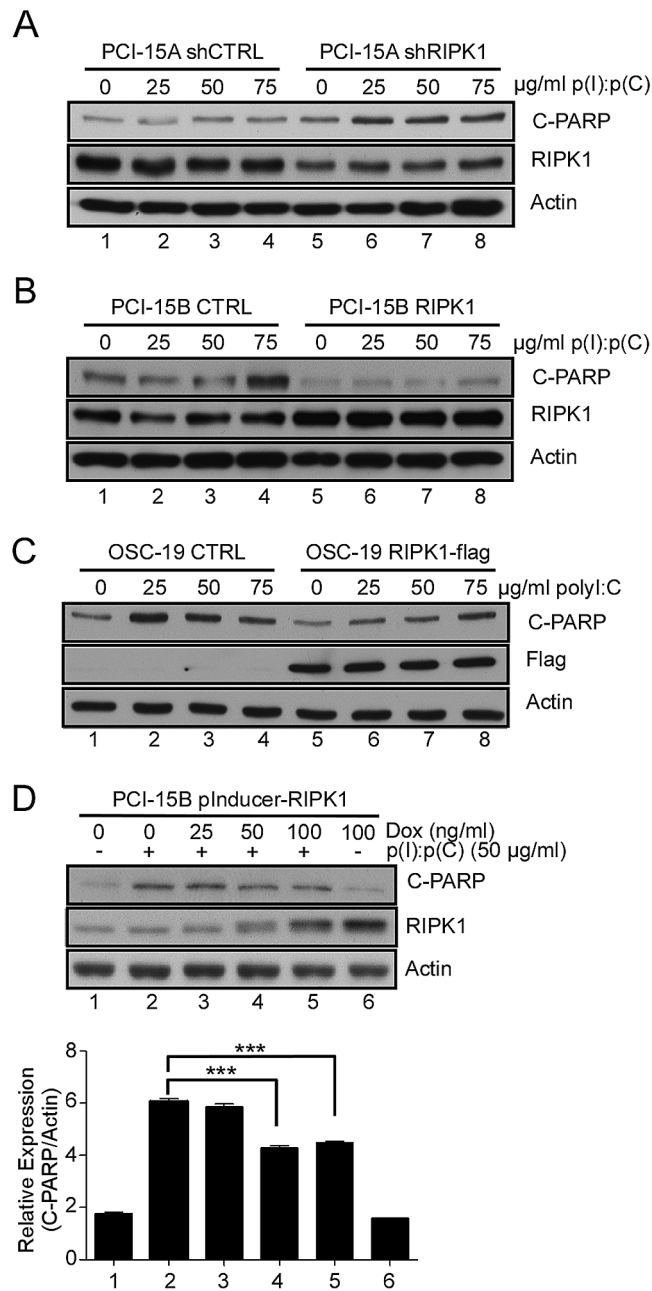 A
PCI-15A shCTRL PCI-15A shRIPK1
0 25 50 75 0 25 50 75 µg/ml p(I):p(C)
C-PARP
RIPK1
Actin
1 2 3 4 5 6 7 8
B
PCI-15B CTRL PCI-15B RIPK1
0 25 50 75 0 25 50 75 µg/ml p(I):p(C)
C-PARP
RIPK1
Actin
1 2 3 4 5 6 7 8
C
OSC-19 CTRL OSC-19 RIPK1-flag
0 25 50 75 0 25 50 75 µg/ml polyI:C
C-PARP
Flag
Actin
1 2 3 4 5 6 7 8
D
PCI-15B pInducer-RIPK1
0 0 25 50 100 100 Dox (ng/ml)
- + + + + - p(I):p(C) (50 µg/ml)
C-PARP
RIPK1
Actin
1 2 3 4 5 6
Relative Expression
(C-PARP/Actin)
8
6
4
2
0
***
***
1 2 3 4 5 6